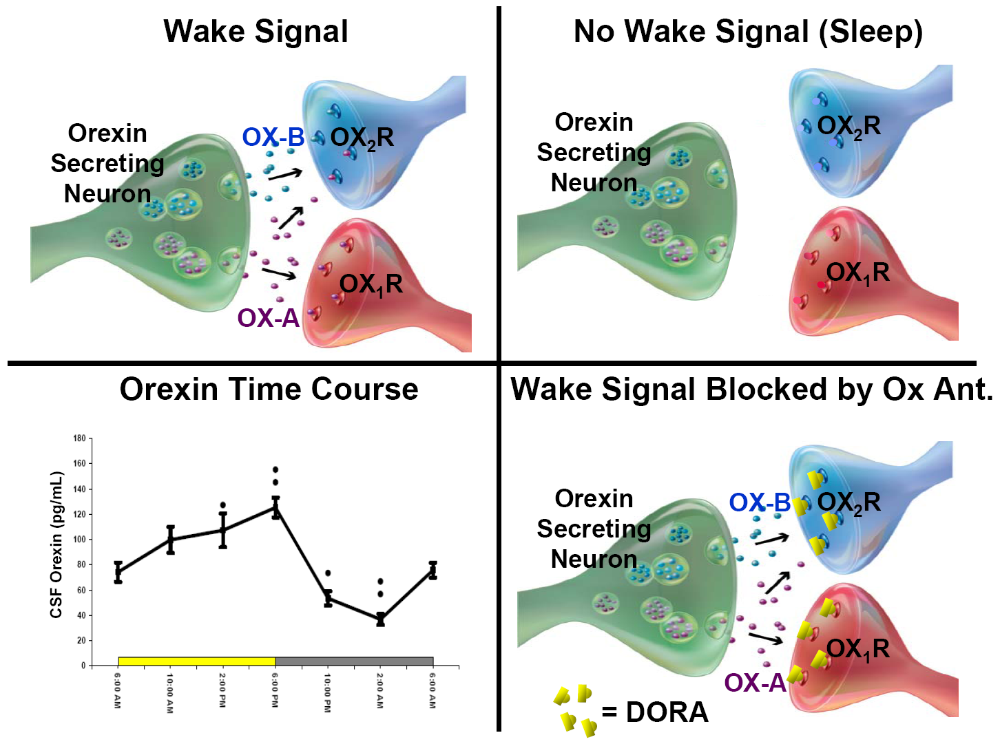 Wake Signal
Orexin
Secreting
Neuron
OX-B
OX2R
OX1R
OX-A
No Wake Signal (Sleep)
Orexin
Secreting
Neuron
OX2R
OX1R
Orexin Time Course
CSF Orexin (pg/mL)
180
160
140
120
100
80
60
40
20
0
6:00 AM
10:00 AM
2:00 PM
6:00 PM
10:00 PM
2:00 AM
6:00 AM
Wake Signal Blocked by Ox Ant.
Orexin
Secreting
Neuron
OX-B
OX2R
OX1R
OX-A
= DORA